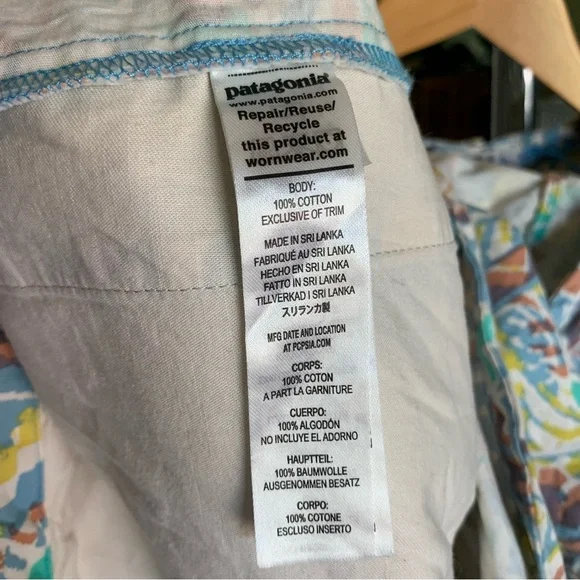 patagonia
www.patagonia.com
Repair/Reuse/
Recycle
this product at
wornwear.com
BODY:
100% COTTON
EXCLUSIVE OF TRIM
MADE IN SRI LANKA
FABRIQUÉ AU SRI LANKA
HECHO EN SRI LANKA
FATTO IN SRI LANKA
TILLVERKAD I SRI LANKA
スリランカ製
MFG DATE AND LOCATION
AT PCPSIA.COM
CORPS:
100% COTON
A PART LA GARNITURE
CUERPO:
100% ALGODÓN
NO INCLUYE EL ADORNO
HAUPTTEIL:
100% BAUMWOLLE
AUSGENOMMEN BESATZ
CORPO:
100% COTONE
ESCLUSO INSERTO